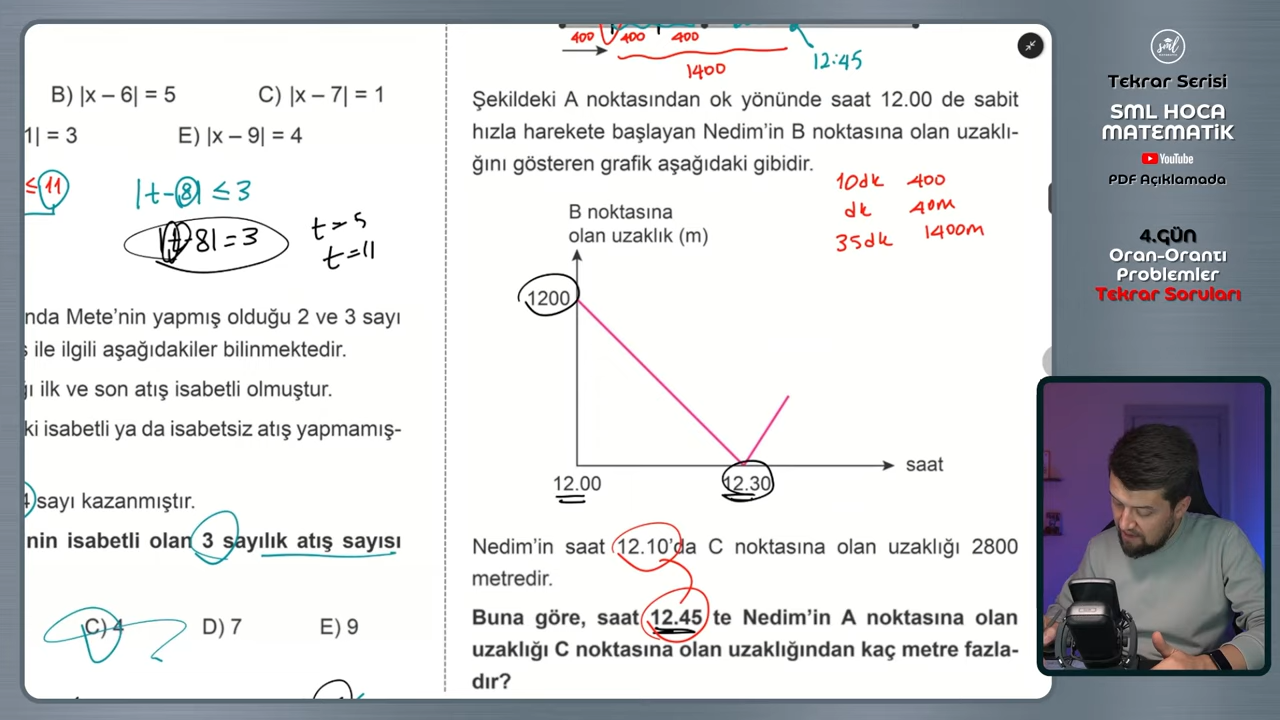 B) |x – 6| = 5
C) |x – 7| = 1
1| = 3
E) |x – 9| = 4
≤ 11
|t-8| ≤ 3
|t-8|=3
t=5
t=11
nda Mete'nin yapmış olduğu 2 ve 3 sayı
ş ile ilgili aşağıdakiler bilinmektedir.
ğı ilk ve son atış isabetli olmuştur.
ki isabetli ya da isabetsiz atış yapmamış-
4 sayı kazanmıştır.
nin isabetli olan 3 sayılık atış sayısı
C) 4
D) 7
E) 9
400 400 400
1400
12:45
Şekildeki A noktasından ok yönünde saat 12.00 de sabit
hızla harekete başlayan Nedim'in B noktasına olan uzaklı-
ğını gösteren grafik aşağıdaki gibidir.
10dk 400
dk 40m
35dk 1400m
B noktasına
olan uzaklık (m)
1200
saat
12.00
12.30
Nedim'in saat 12.10'da C noktasına olan uzaklığı 2800
metredir.
Buna göre, saat 12.45 te Nedim'in A noktasına olan
uzaklığı C noktasına olan uzaklığından kaç metre fazla-
dır?
sml
Tekrar Serisi
SML HOCA
MATEMATİK
YouTube
PDF Açıklamada
4.GÜN
Oran-Orantı
Problemler
Tekrar Soruları